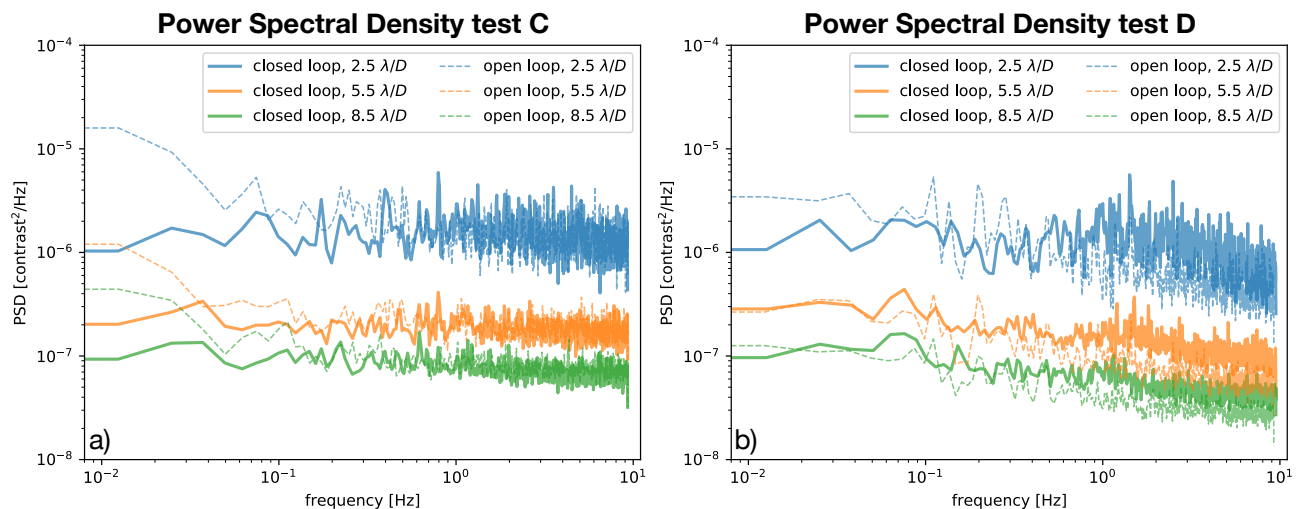 Power Spectral Density test C
10⁻⁴
10⁻⁵
10⁻⁶
10⁻⁷
10⁻⁸
PSD [contrast²/Hz]
closed loop, 2.5 λ/D
closed loop, 5.5 λ/D
closed loop, 8.5 λ/D
open loop, 2.5 λ/D
open loop, 5.5 λ/D
open loop, 8.5 λ/D
a)
10⁻² 10⁻¹ 10⁰ 10¹
frequency [Hz]
Power Spectral Density test D
10⁻⁴
10⁻⁵
10⁻⁶
10⁻⁷
10⁻⁸
PSD [contrast²/Hz]
closed loop, 2.5 λ/D
closed loop, 5.5 λ/D
closed loop, 8.5 λ/D
open loop, 2.5 λ/D
open loop, 5.5 λ/D
open loop, 8.5 λ/D
b)
10⁻² 10⁻¹ 10⁰ 10¹
frequency [Hz]